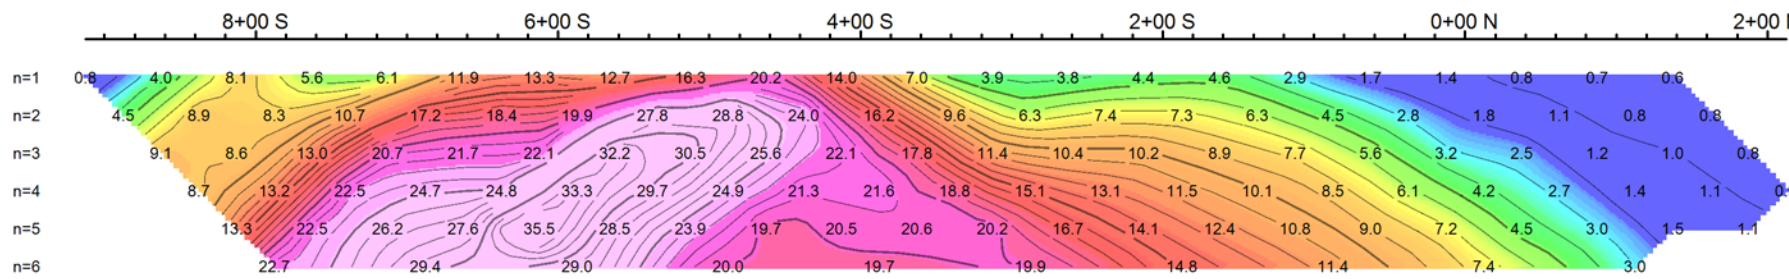 8+00 S 6+00 S 4+00 S 2+00 S 0+00 N 2+00
n=1 0.8 4.0 8.1 5.6 6.1 11.9 13.3 12.7 16.3 20.2 14.0 7.0 3.9 3.8 4.4 4.6 2.9 1.7 1.4 0.8 0.7 0.6
n=2 4.5 8.9 8.3 10.7 17.2 18.4 19.9 27.8 28.8 24.0 16.2 9.6 6.3 7.4 7.3 6.3 4.5 2.8 1.8 1.1 0.8 0.8
n=3 9.1 8.6 13.0 20.7 21.7 22.1 32.2 30.5 25.6 22.1 17.8 11.4 10.4 10.2 8.9 7.7 5.6 3.2 2.5 1.2 1.0 0.8
n=4 8.7 13.2 22.5 24.7 24.8 33.3 29.7 24.9 21.3 21.6 18.8 15.1 13.1 11.5 10.1 8.5 6.1 4.2 2.7 1.4 1.1
n=5 13.3 22.5 26.2 27.6 35.5 28.5 23.9 19.7 20.5 20.6 20.2 16.7 14.1 12.4 10.8 9.0 7.2 4.5 3.0 1.5 1.1
n=6 22.7 29.4 29.0 20.0 19.7 19.9 14.8 11.4 7.4 3.0